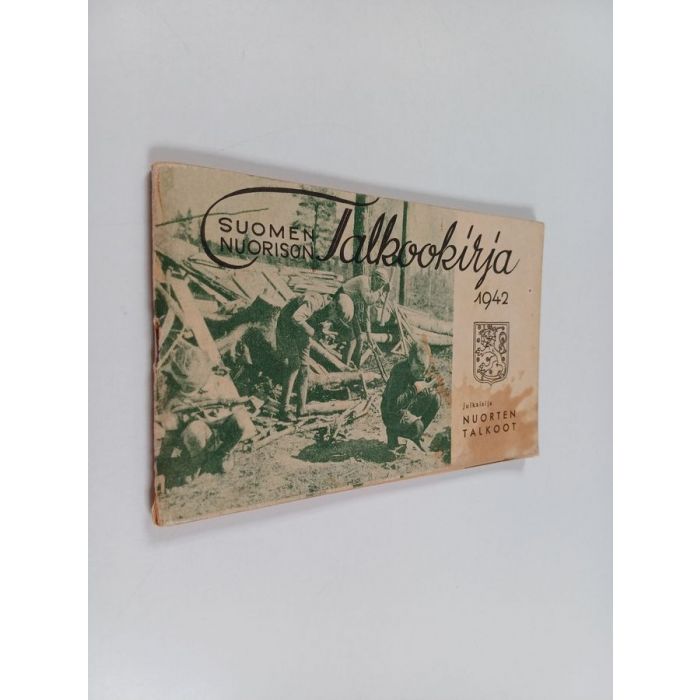 SUOMEN
NUORISON Talkookirja
1942
Julkaisija
NUORTEN
TALKOOT